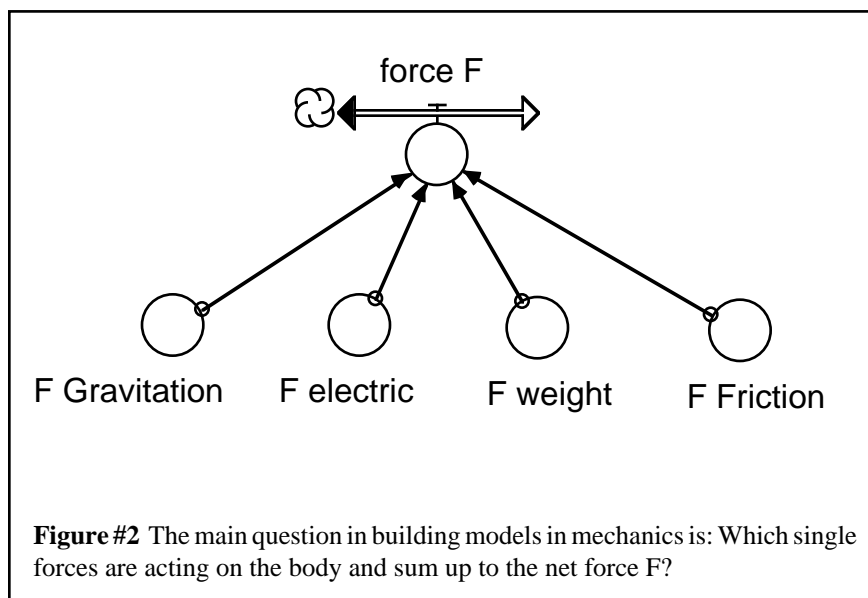 force F
F Gravitation
F electric
F weight
F Friction
Figure #2 The main question in building models in mechanics is: Which single
forces are acting on the body and sum up to the net force F?